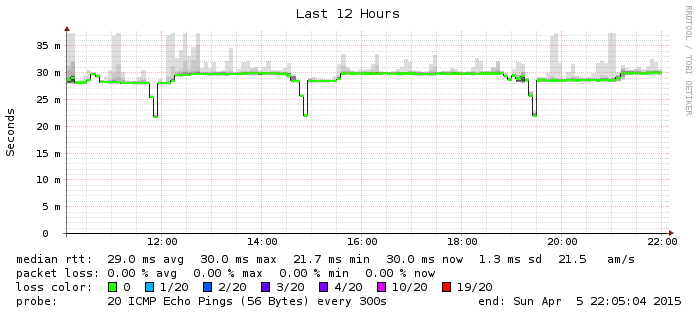 Last 12 Hours
RRDTOOL / TOBI OETIKER
Seconds
35 m
30 m
25 m
20 m
15 m
10 m
5 m
0
12:00 14:00 16:00 18:00 20:00 22:00
median rtt: 29.0 ms avg 30.0 ms max 21.7 ms min 30.0 ms now 1.3 ms sd 21.5 am/s
packet loss: 0.00 % avg 0.00 % max 0.00 % min 0.00 % now
loss color: 0 1/20 2/20 3/20 4/20 10/20 19/20
probe: 20 ICMP Echo Pings (56 Bytes) every 300s end: Sun Apr 5 22:05:04 2015